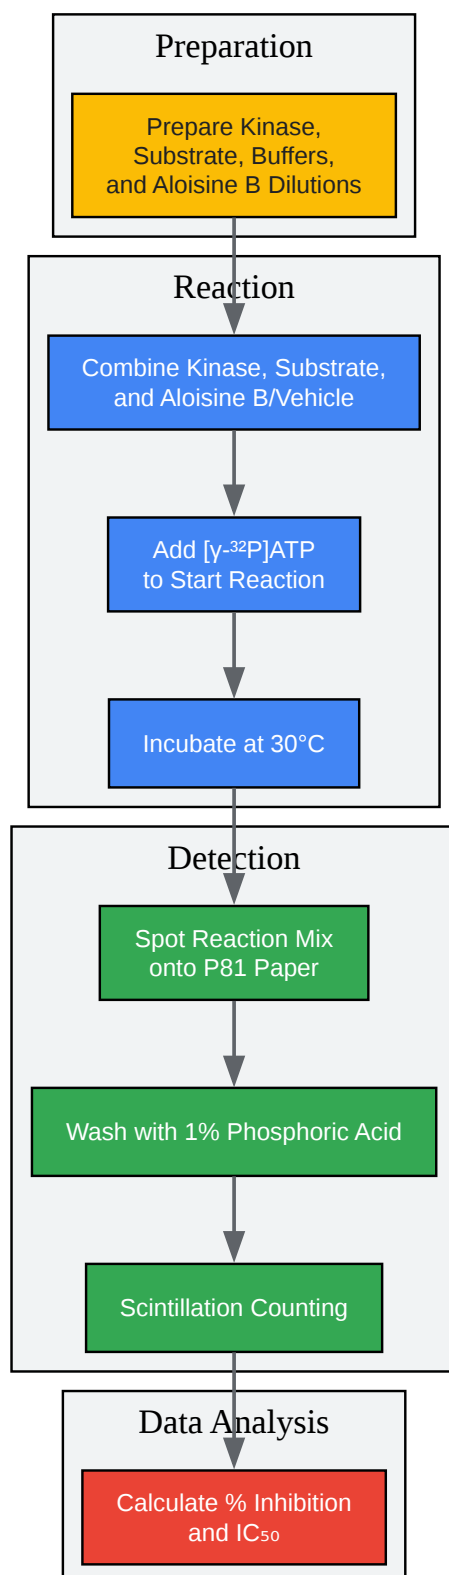 Preparation
Prepare Kinase,
Substrate, Buffers,
and Aloisine B Dilutions
Reaction
Combine Kinase, Substrate,
and Aloisine B/Vehicle
Add [γ-³²P]ATP
to Start Reaction
Incubate at 30°C
Detection
Spot Reaction Mix
onto P81 Paper
Wash with 1% Phosphoric Acid
Scintillation Counting
Data Analysis
Calculate % Inhibition
and IC₅₀